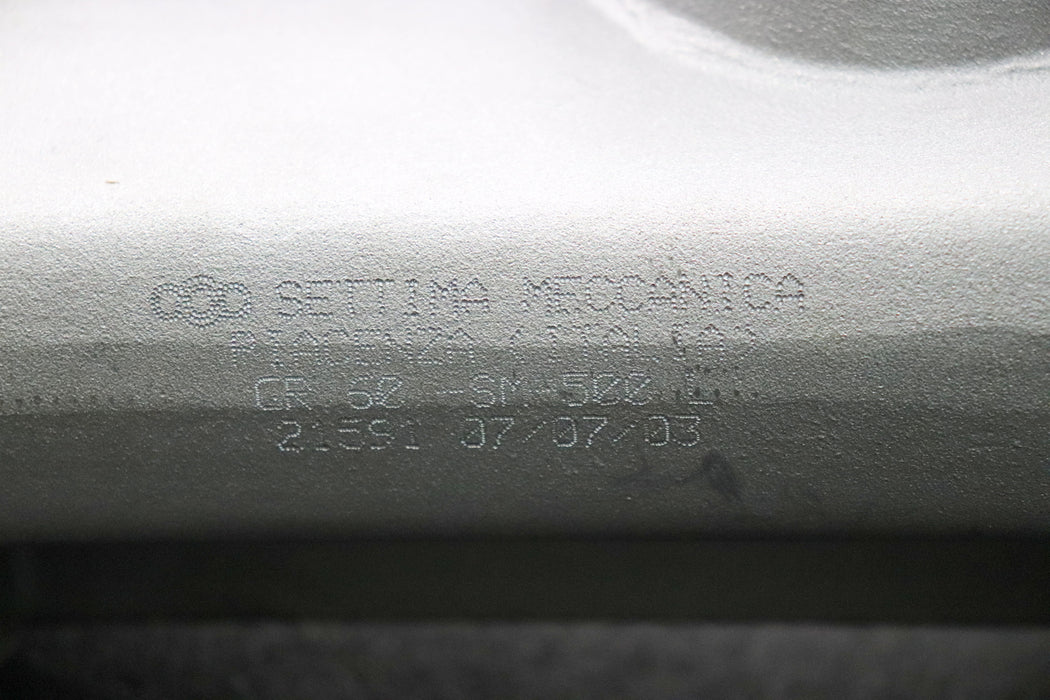 SETTIMA MECCANICA
PIACENZA (ITALIA)
GR 60 -SM-500 L
21591 07/07/03